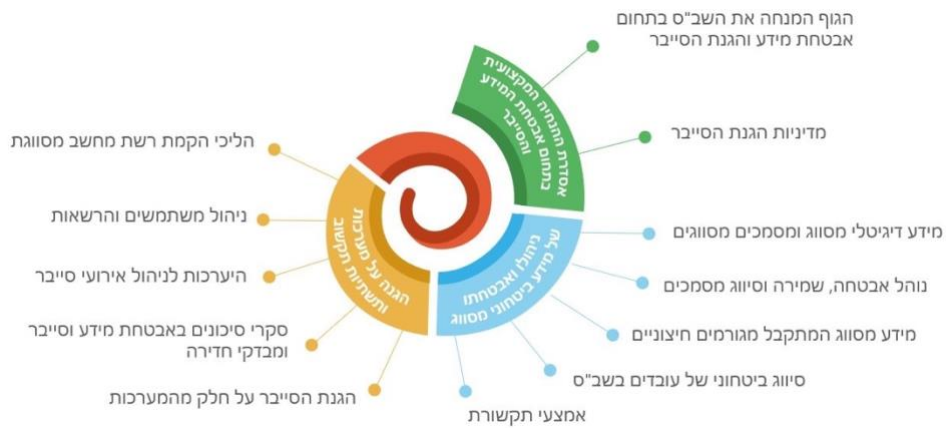 הגוף המנחה את השב"ס בתחום
אבטחת מידע והגנת הסייבר
מדיניות הגנת הסייבר
אסדרת ההנחיה המקצועית
בתחום אבטחת המידע
והסייבר
מידע דיגיטלי מסווג ומסמכים מסווגים
נוהל אבטחה, שמירה וסיווג מסמכים
מידע מסווג המתקבל מגורמים חיצוניים
סיווג ביטחוני של עובדים בשב"ס
אמצעי תקשורת
ניהולו ואבטחתו
של מידע ביטחוני מסווג
הליכי הקמת רשת מחשב מסווגת
ניהול משתמשים והרשאות
היערכות לניהול אירועי סייבר
סקרי סיכונים באבטחת מידע וסייבר
ומבדקי חדירה
הגנת הסייבר על חלק מהמערכות
הגנה על מערכות
ותשתיות תקשוב